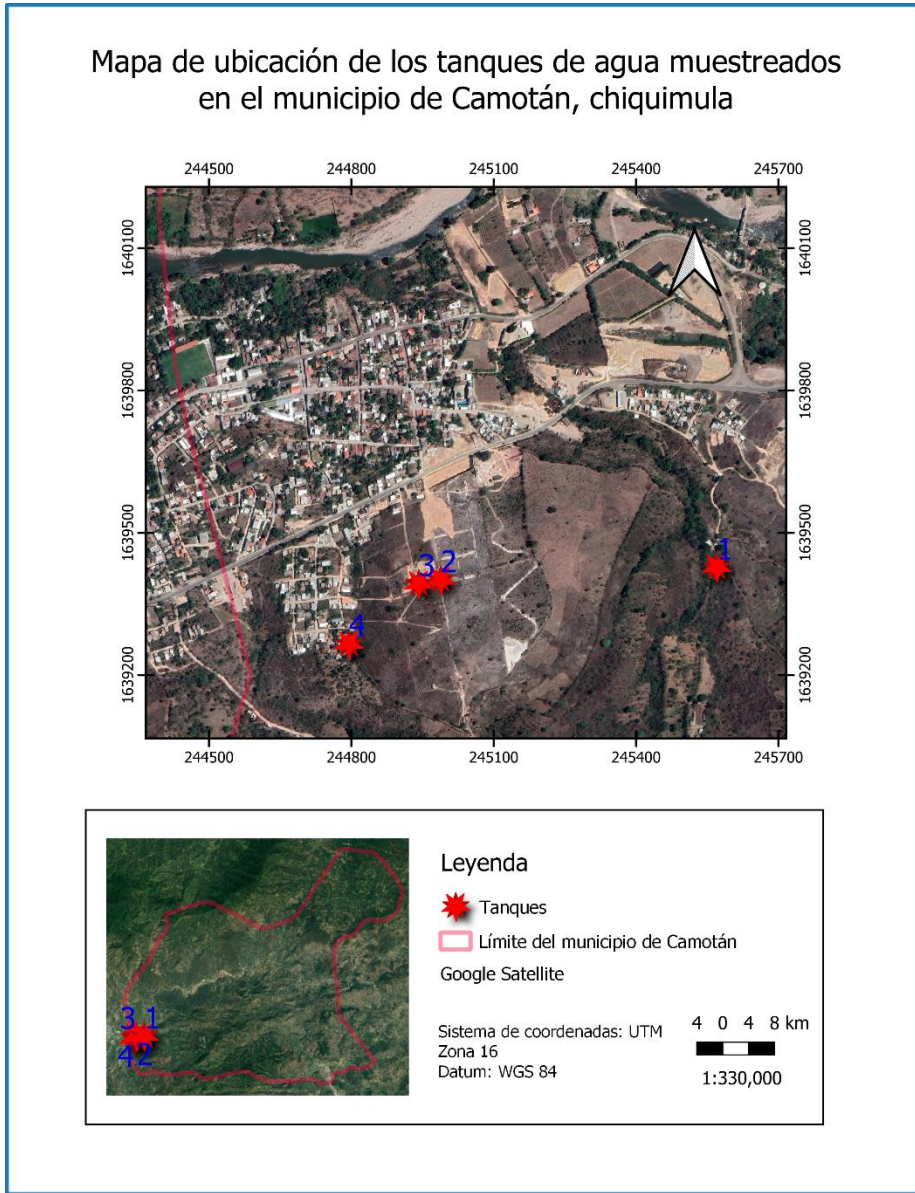 Mapa de ubicación de los tanques de agua muestreados
en el municipio de Camotán, chiquimula
244500 244800 245100 245400 245700
1640100 1640100
1639800 1639800
1639500 1639500
1639200 1639200
1
3 2
4
244500 244800 245100 245400 245700
3 1
4 2
Leyenda
Tanques
Límite del municipio de Camotán
Google Satellite
Sistema de coordenadas: UTM
Zona 16
Datum: WGS 84
4 0 4 8 km
1:330,000